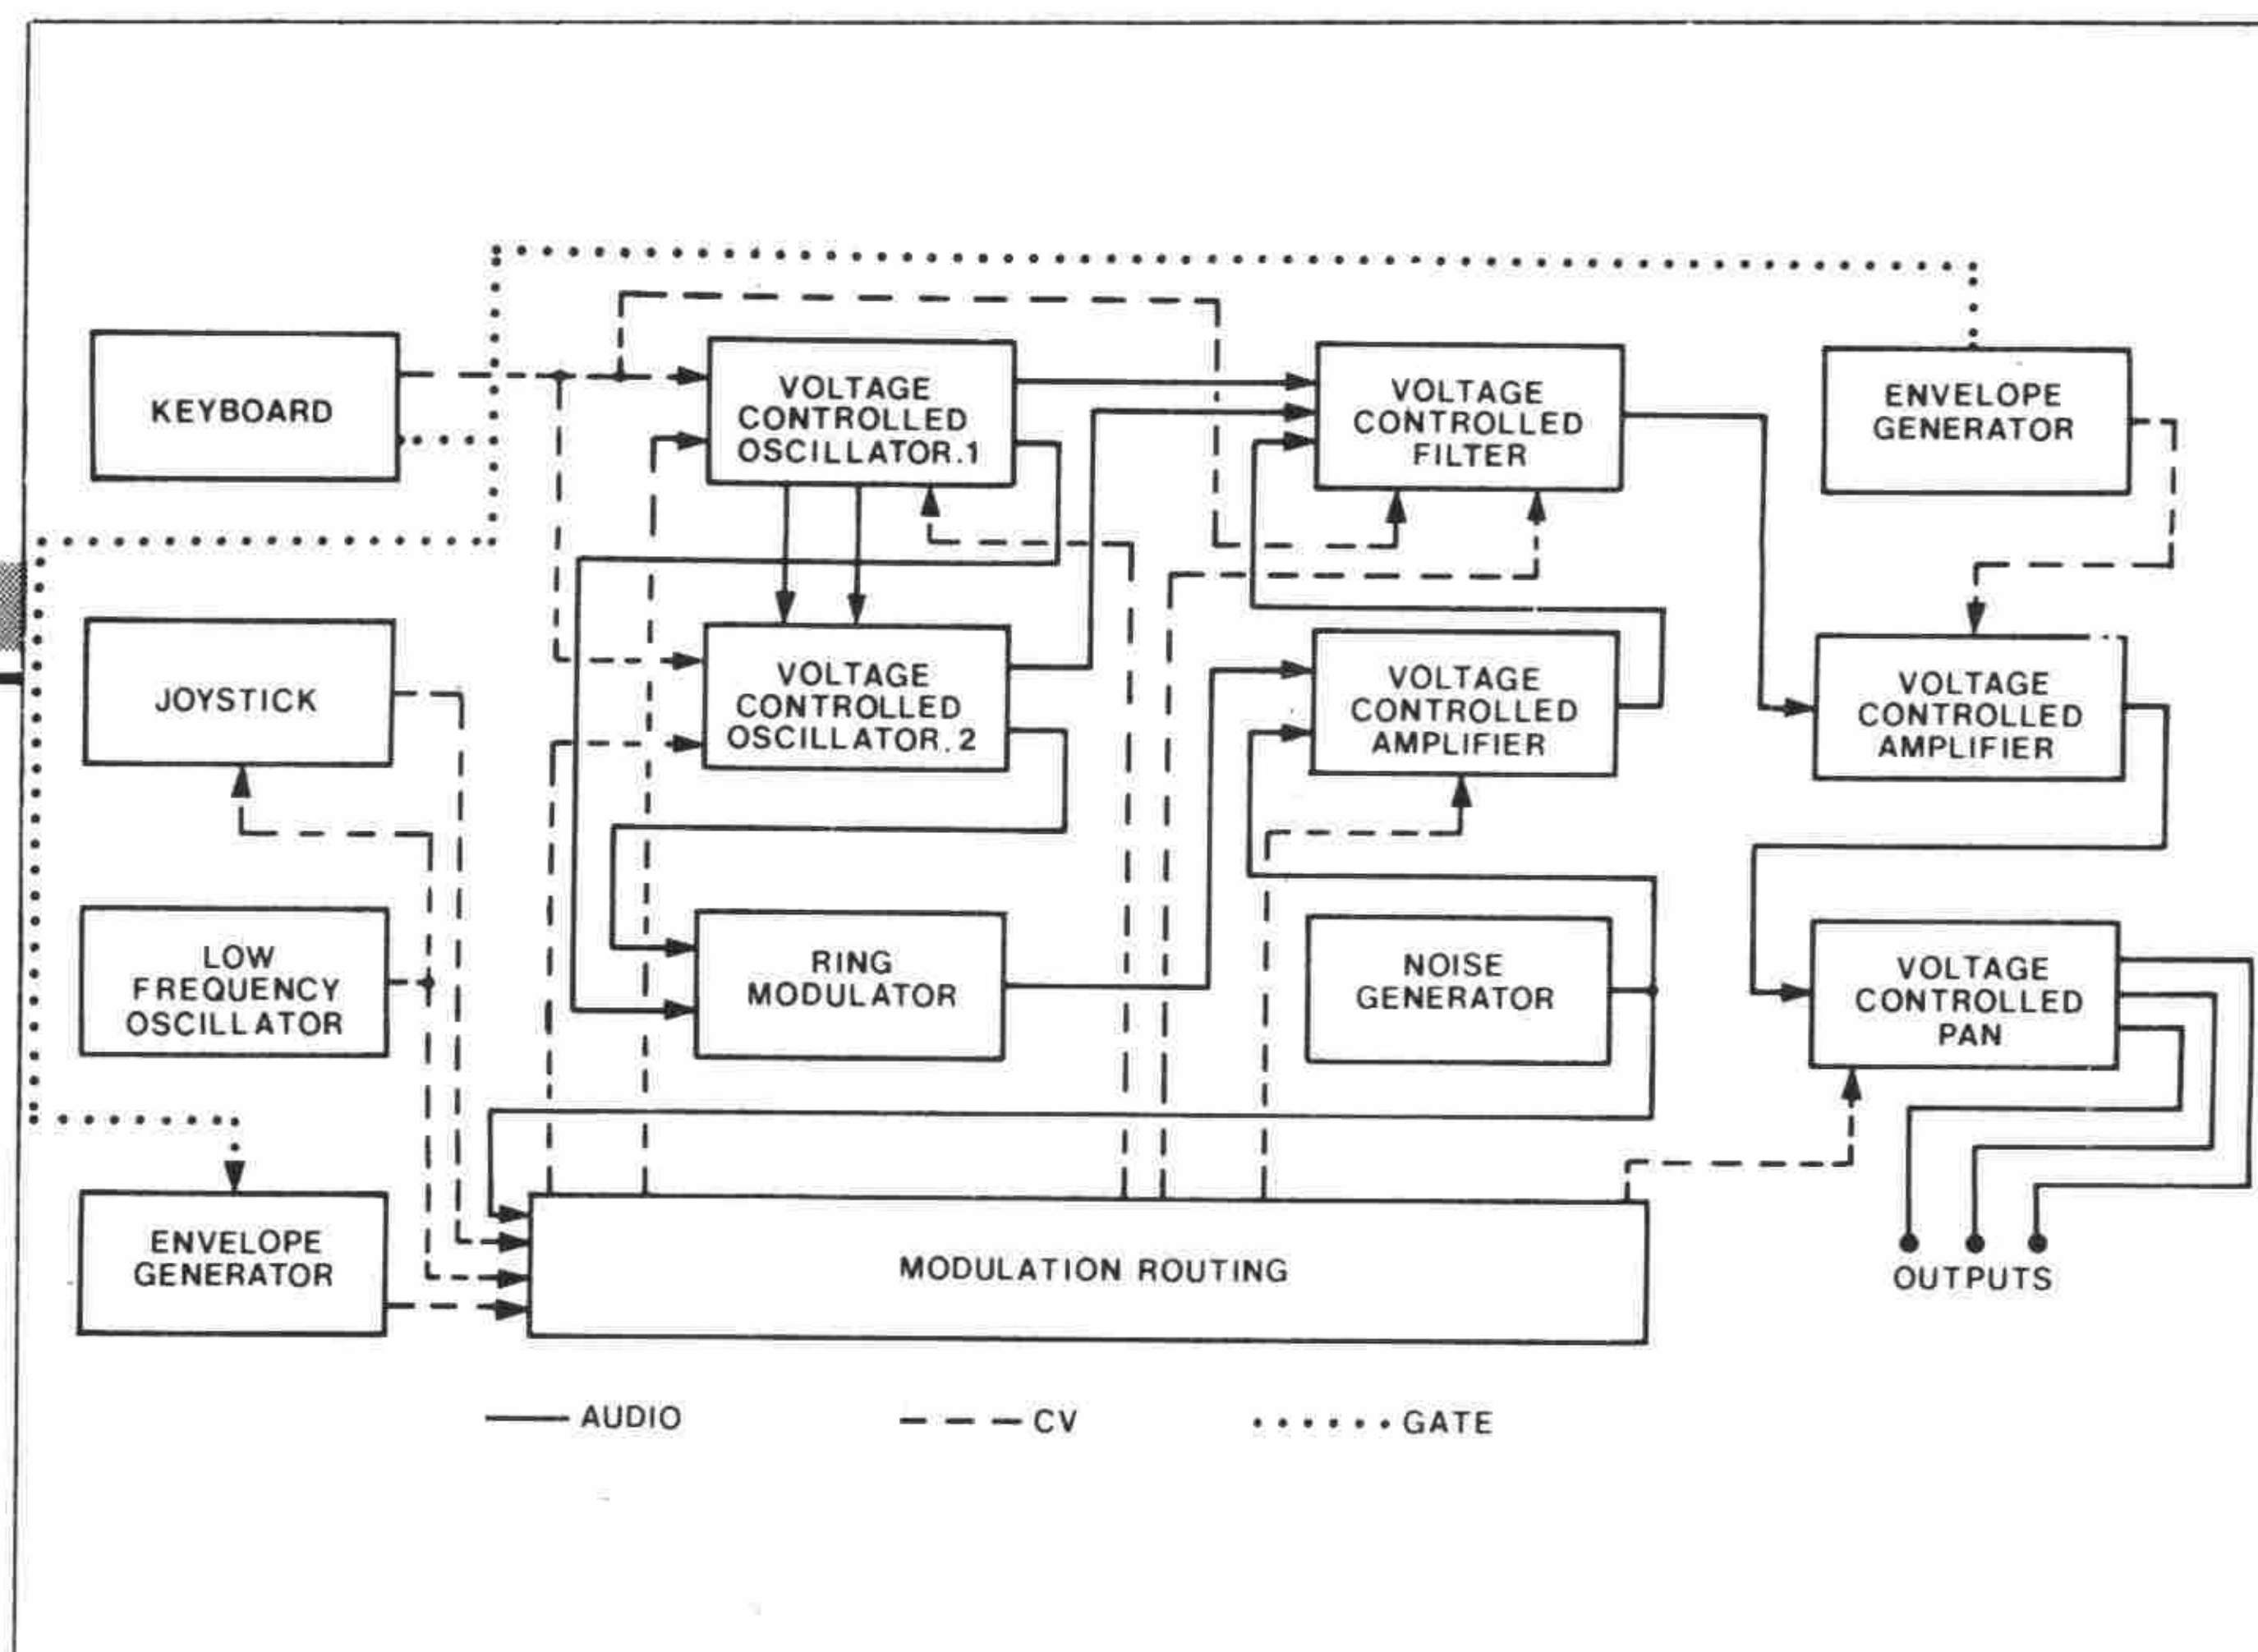 KEYBOARD
VOLTAGE
CONTROLLED
OSCILLATOR.1
VOLTAGE
CONTROLLED
FILTER
ENVELOPE
GENERATOR
JOYSTICK
VOLTAGE
CONTROLLED
OSCILLATOR.2
VOLTAGE
CONTROLLED
AMPLIFIER
VOLTAGE
CONTROLLED
AMPLIFIER
LOW
FREQUENCY
OSCILLATOR
RING
MODULATOR
NOISE
GENERATOR
VOLTAGE
CONTROLLED
PAN
ENVELOPE
GENERATOR
MODULATION ROUTING
OUTPUTS
AUDIO
CV
GATE